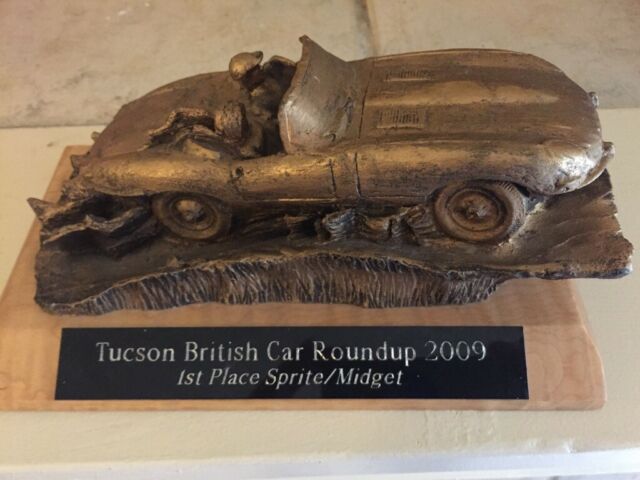 Tucson British Car Roundup 2009
1st Place Sprite/Midget